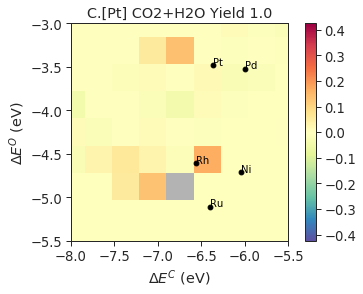 C.[Pt] CO2+H2O Yield 1.0
−3.0
−3.5
−4.0
−4.5
−5.0
−5.5
ΔE^O (eV)
Pt
Pd
Rh
Ni
Ru
−8.0 −7.5 −7.0 −6.5 −6.0 −5.5
ΔE^C (eV)
0.4
0.3
0.2
0.1
0.0
−0.1
−0.2
−0.3
−0.4